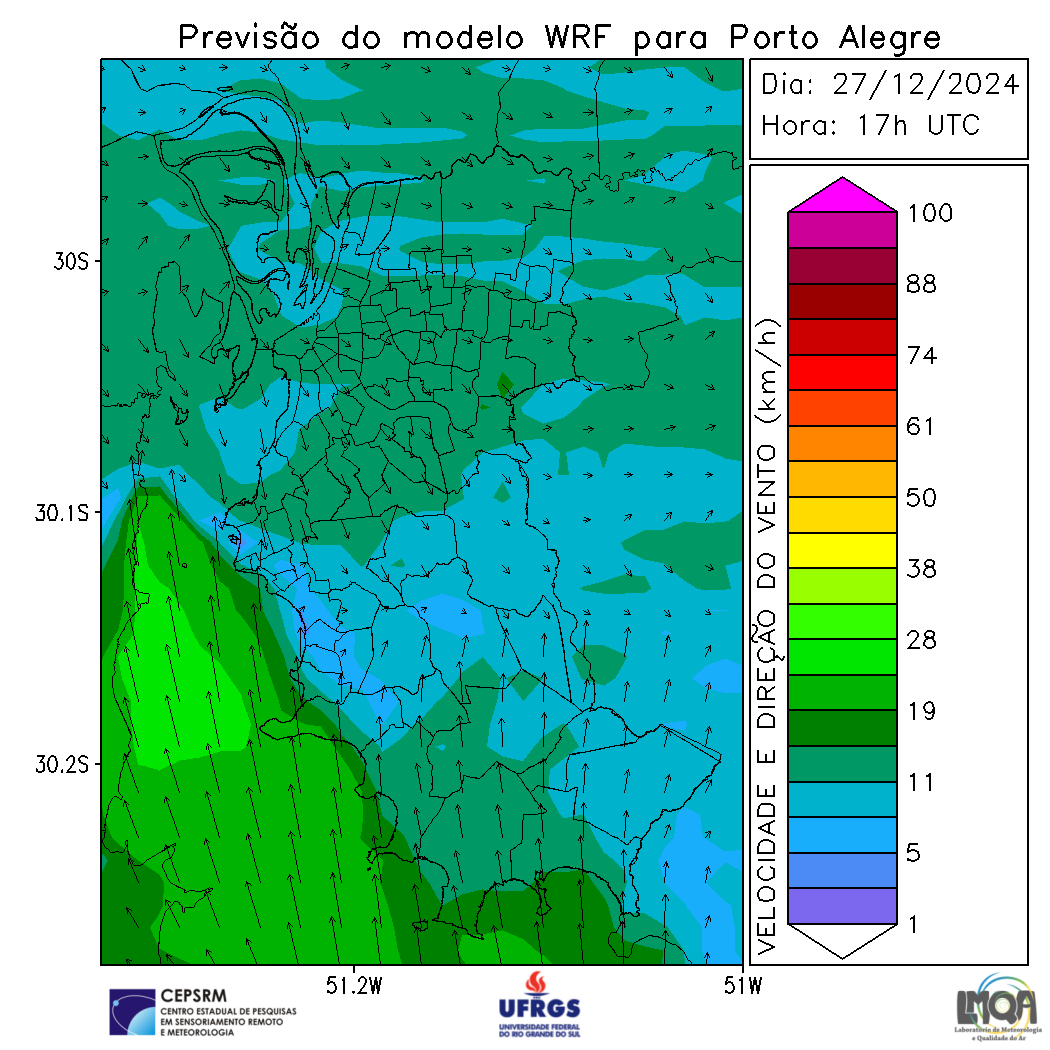 Previsão do modelo WRF para Porto Alegre
Dia: 27/12/2024
Hora: 17h UTC
30S
30.1S
30.2S
51.2W
51W
VELOCIDADE E DIREÇÃO DO VENTO (km/h)
100
88
74
61
50
38
28
19
11
5
1
CEPSRM
CENTRO ESTADUAL DE PESQUISAS
EM SENSORIAMENTO REMOTO
E METEOROLOGIA
UFRGS
UNIVERSIDADE FEDERAL
DO RIO GRANDE DO SUL
LMQA
Laboratório de Meteorologia
e Qualidade do Ar